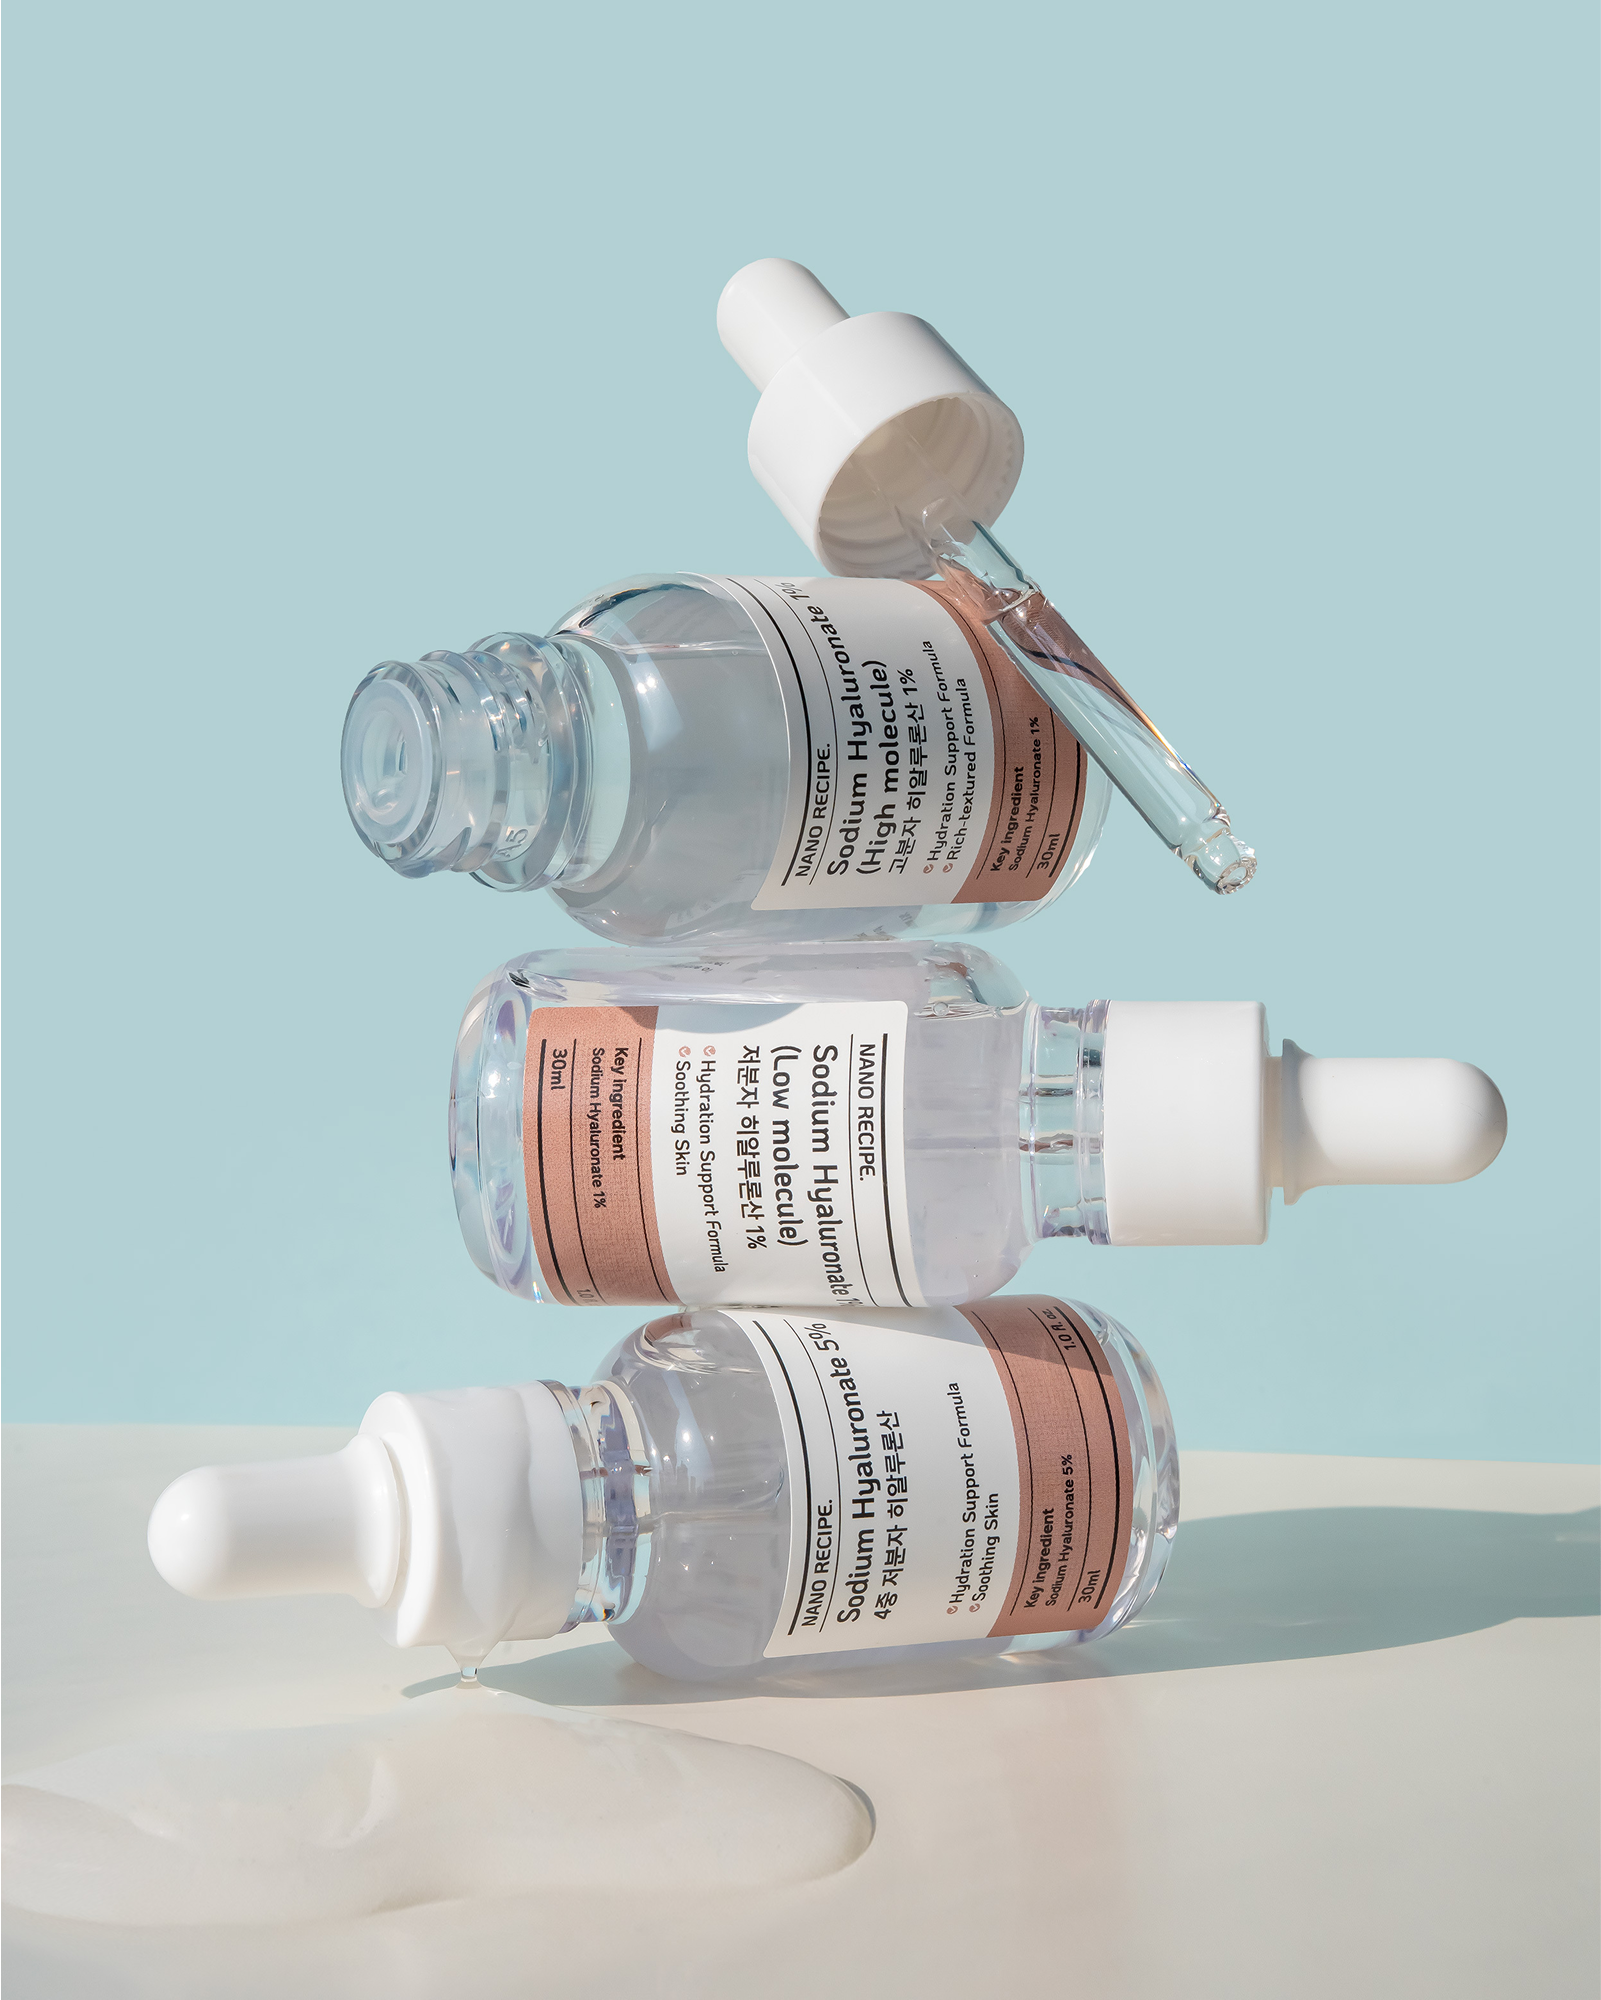 NANO RECIPE.
Sodium Hyaluronate 1%
(High molecule)
고분자 히알루론산 1%
Hydration Support Formula
Rich-textured Formula
Key ingredient
Sodium Hyaluronate 1%
30ml
NANO RECIPE.
Sodium Hyaluronate 1%
(Low molecule)
저분자 히알루론산 1%
Hydration Support Formula
Soothing Skin
Key ingredient
Sodium Hyaluronate 1%
30ml
1.0
NANO RECIPE.
Sodium Hyaluronate 5%
4중 저분자 히알루론산
Hydration Support Formula
Soothing Skin
Key ingredient
Sodium Hyaluronate 5%
30ml 1.0 fl. oz.